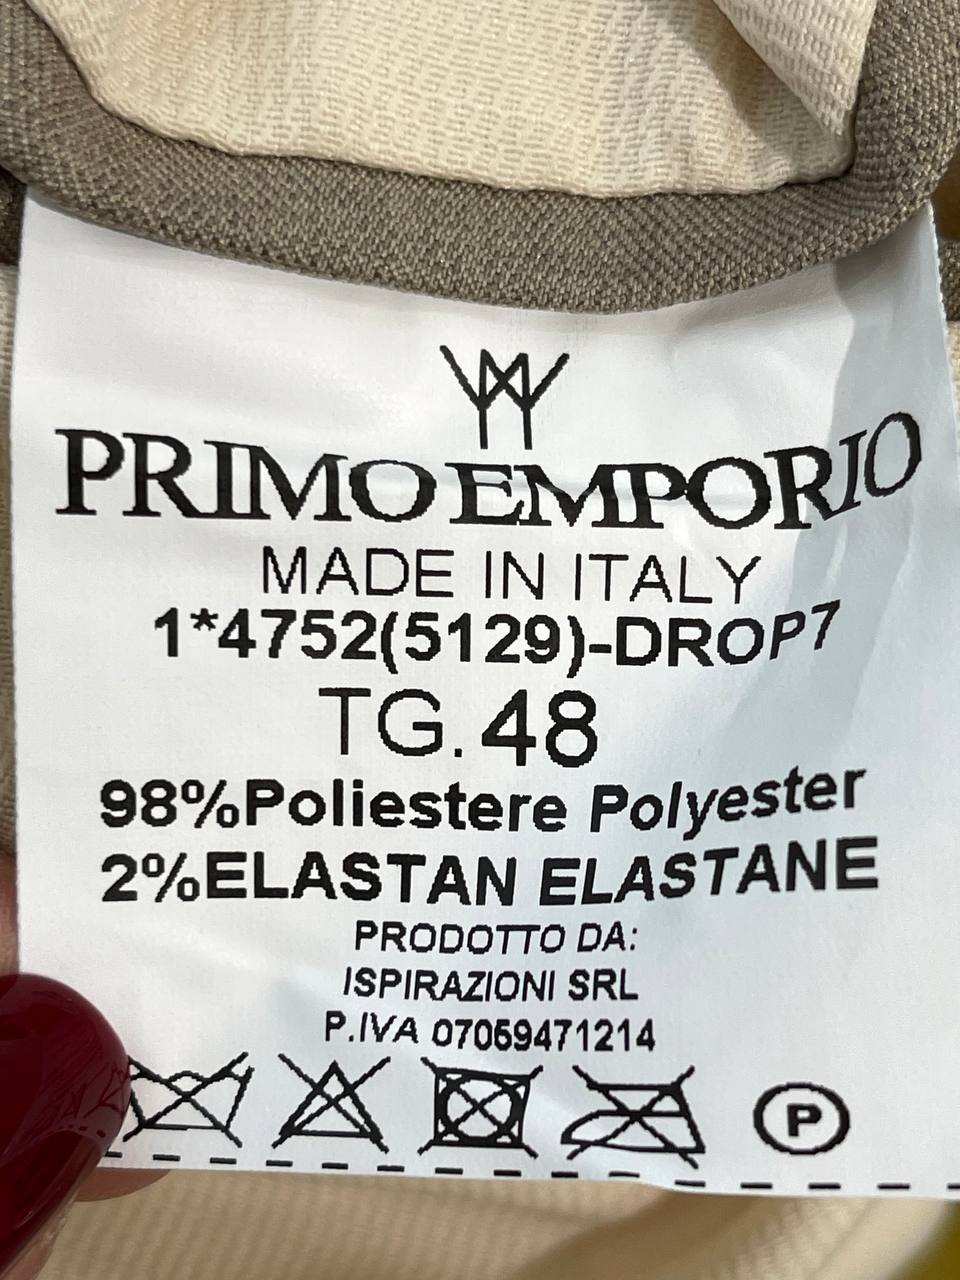 PRIMO EMPORIO
MADE IN ITALY
1*4752(5129)-DROP7
TG. 48
98%Poliestere Polyester
2%ELASTAN ELASTANE
PRODOTTO DA:
ISPIRAZIONI SRL
P.IVA 07059471214
P